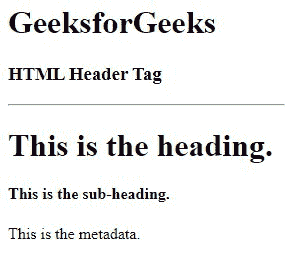 GeeksforGeeks
HTML Header Tag
This is the heading.
This is the sub-heading.
This is the metadata.